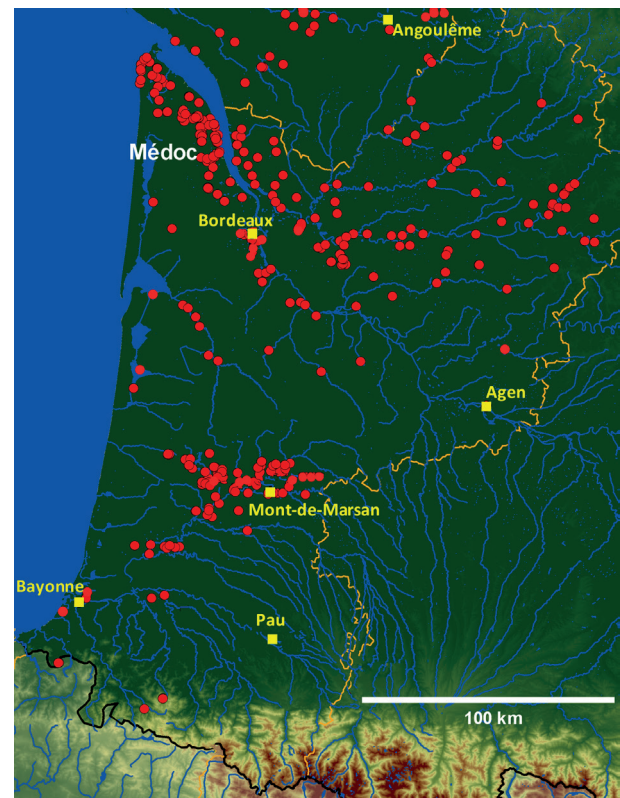 Angoulême
Médoc
Bordeaux
Agen
Mont-de-Marsan
Bayonne
Pau
100 km